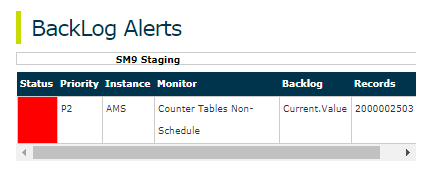 BackLog Alerts
SM9 Staging
Status Priority Instance Monitor Backlog Records
P2 AMS Counter Tables Non- Current.Value 2000002503
Schedule